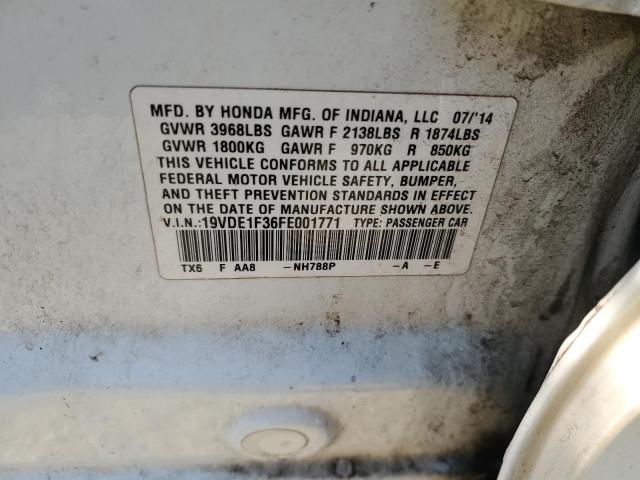 MFD. BY HONDA MFG. OF INDIANA, LLC 07/'14
GVWR 3968LBS GAWR F 2138LBS R 1874LBS
GVWR 1800KG GAWR F 970KG R 850KG
THIS VEHICLE CONFORMS TO ALL APPLICABLE
FEDERAL MOTOR VEHICLE SAFETY, BUMPER,
AND THEFT PREVENTION STANDARDS IN EFFECT
ON THE DATE OF MANUFACTURE SHOWN ABOVE.
V.I.N.: 19VDE1F36FE001771 TYPE: PASSENGER CAR
TX6 F AA8 -NH788P -A -E